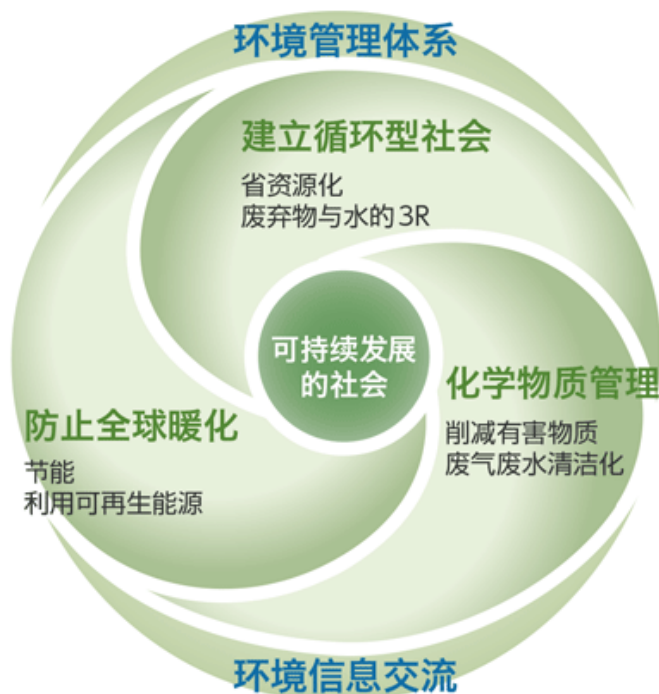 环境管理体系
建立循环型社会
省资源化
废弃物与水的3R
可持续发展
的社会
化学物质管理
削减有害物质
废气废水清洁化
防止全球暖化
节能
利用可再生能源
环境信息交流